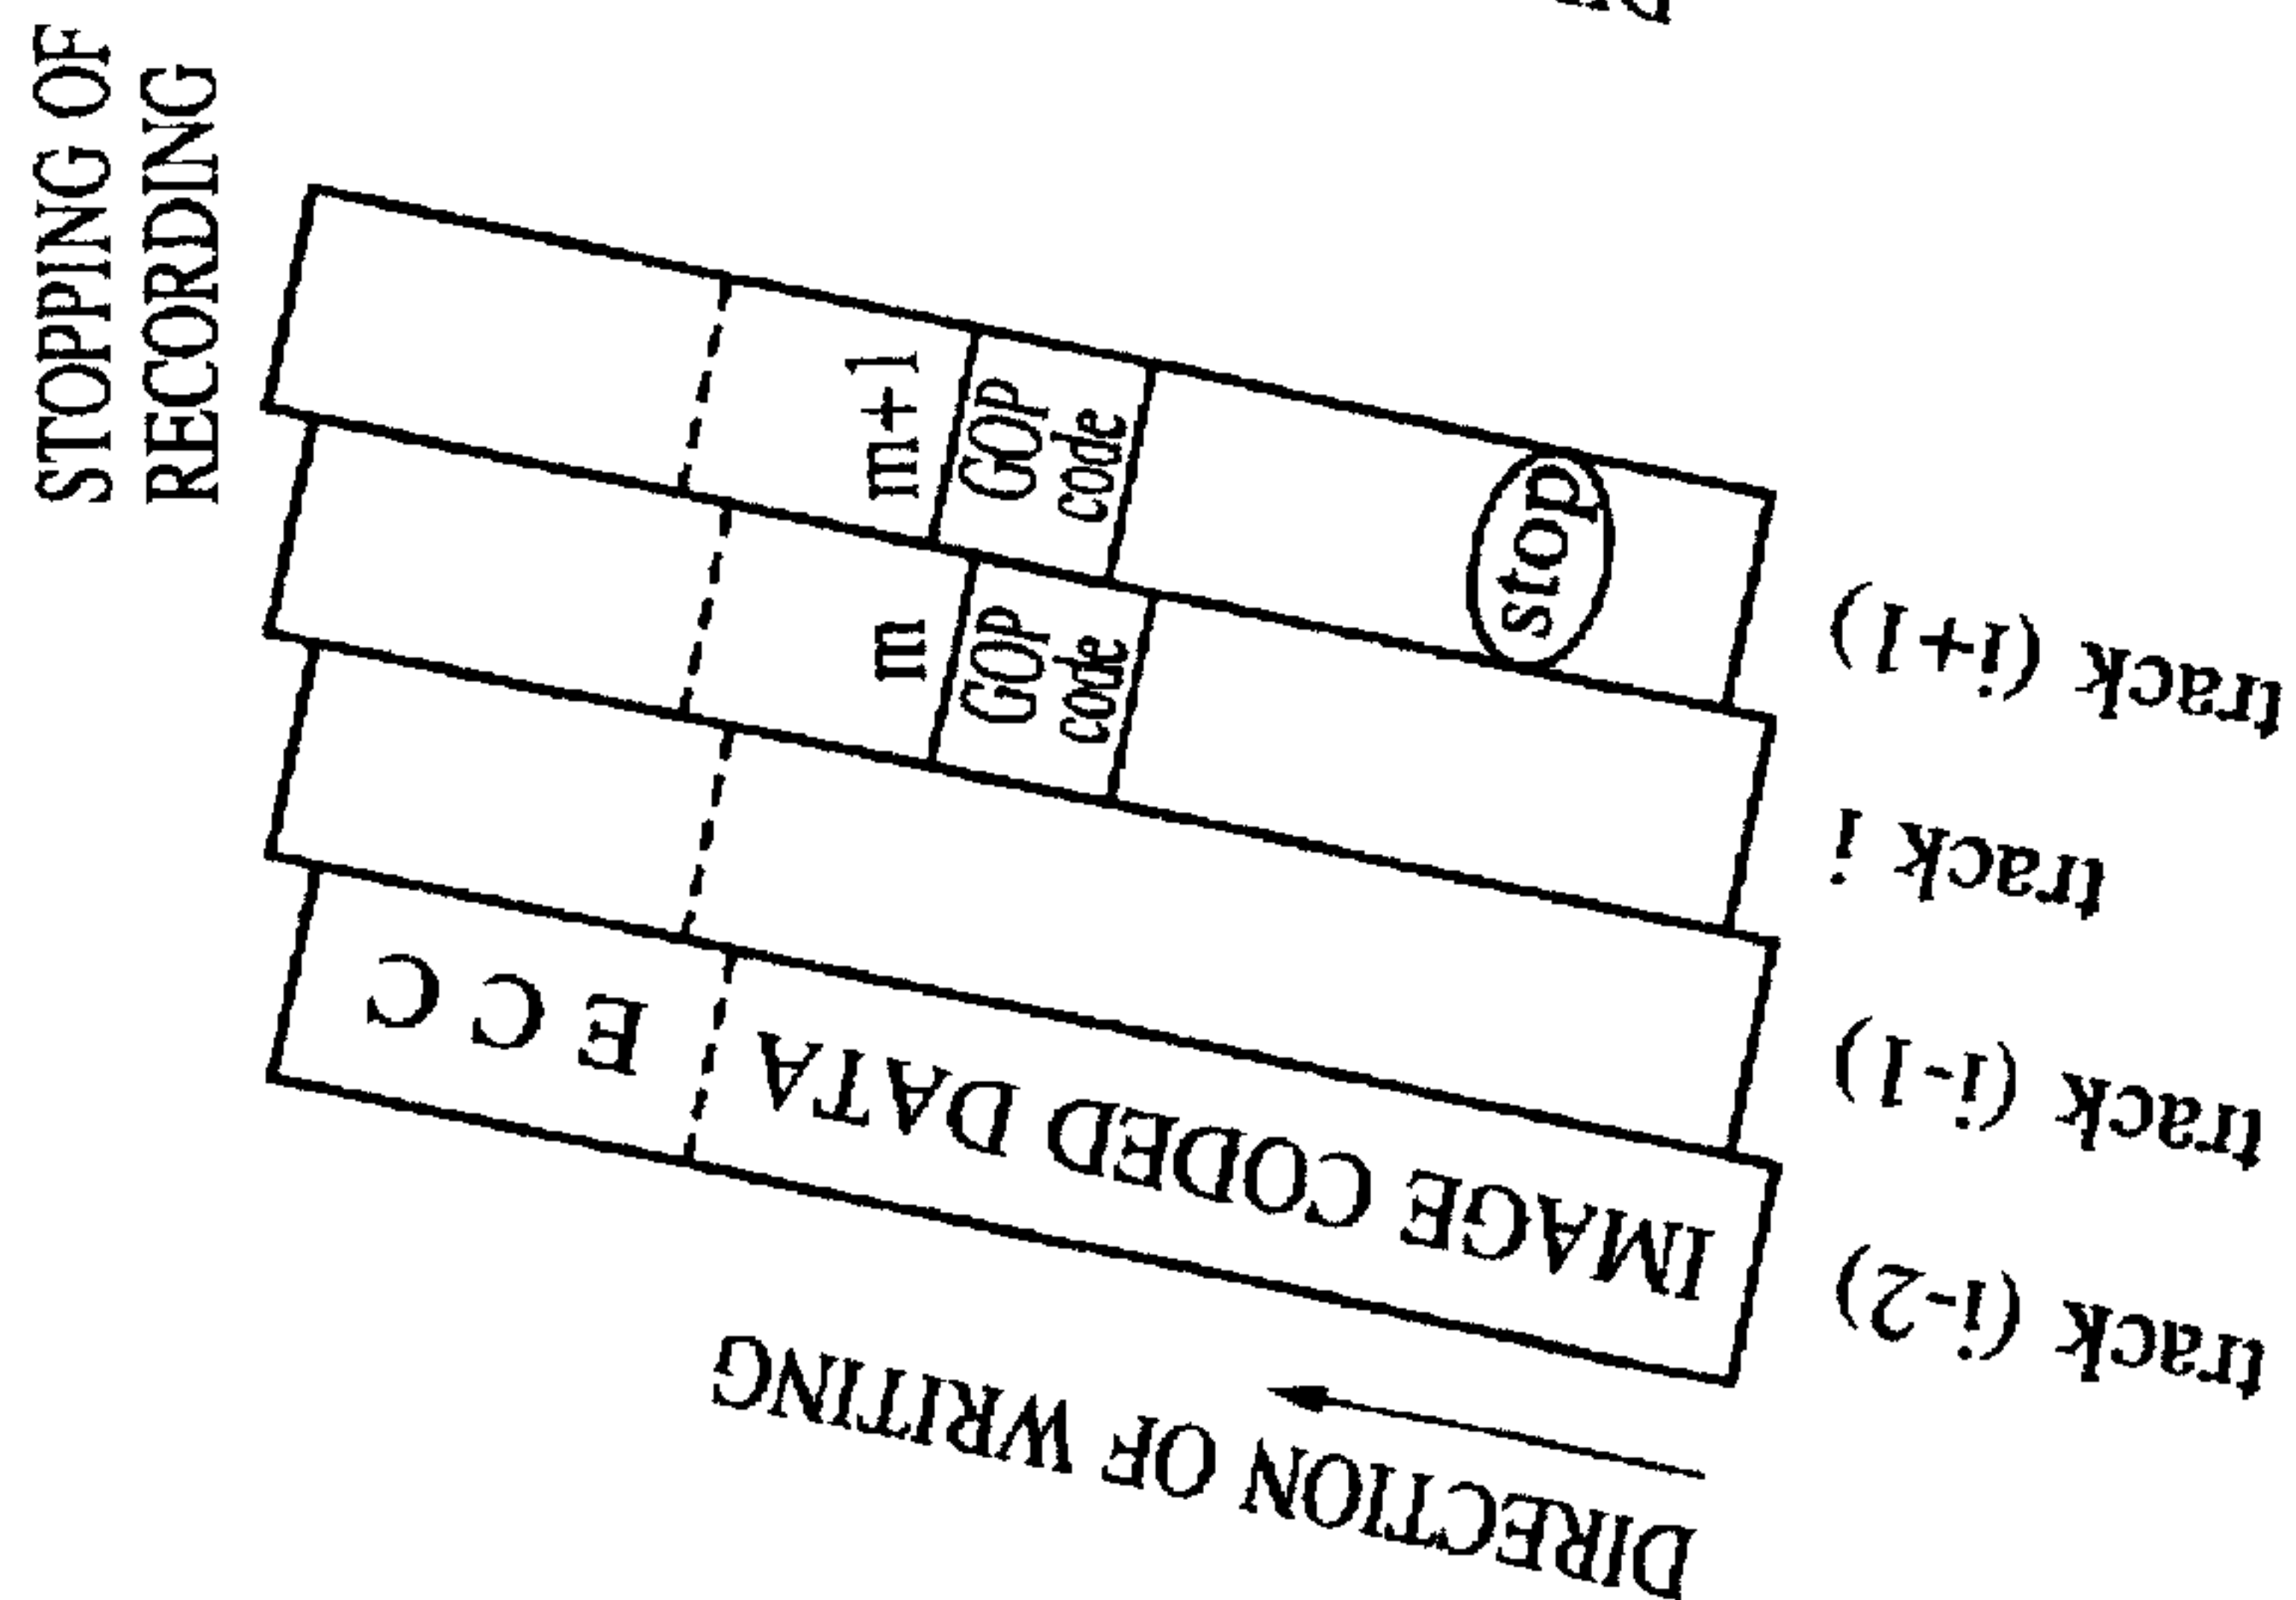 STOPPING OF
RECORDING
m+1
GOP
code
stop
track (i+1)
m
GOP
code
track i
track (i-1)
E C C
IMAGE CODED DATA
track (i-2)
DIRECTION OF WRITING